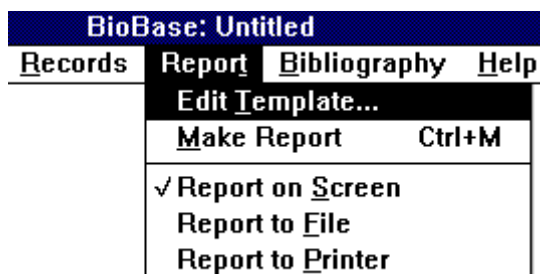 BioBase: Untitled
Records Report Bibliography Help
Edit Template...
Make Report Ctrl+M
√ Report on Screen
Report to File
Report to Printer